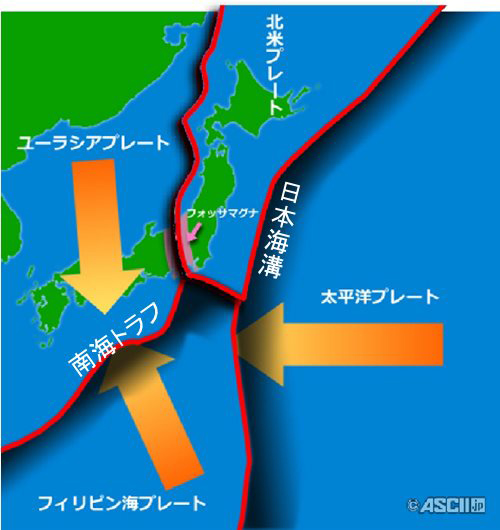 北米プレート
ユーラシアプレート
フォッサマグナ
日本海溝
太平洋プレート
南海トラフ
フィリピン海プレート
©ASCII.jp